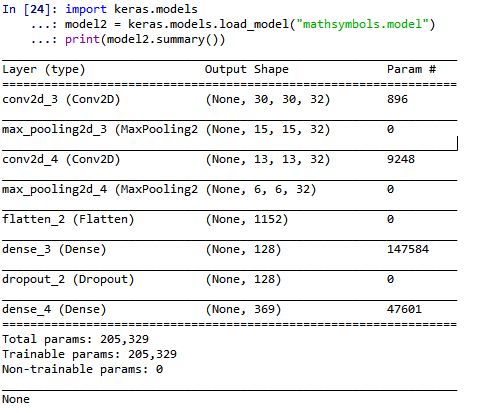 In [24]: import keras.models
    ...: model2 = keras.models.load_model("mathsymbols.model")
    ...: print(model2.summary())
Layer (type)                 Output Shape              Param #
=================================================================
conv2d_3 (Conv2D)            (None, 30, 30, 32)        896
max_pooling2d_3 (MaxPooling2 (None, 15, 15, 32)        0
conv2d_4 (Conv2D)            (None, 13, 13, 32)        9248
max_pooling2d_4 (MaxPooling2 (None, 6, 6, 32)          0
flatten_2 (Flatten)          (None, 1152)              0
dense_3 (Dense)              (None, 128)               147584
dropout_2 (Dropout)          (None, 128)               0
dense_4 (Dense)              (None, 369)               47601
=================================================================
Total params: 205,329
Trainable params: 205,329
Non-trainable params: 0
None